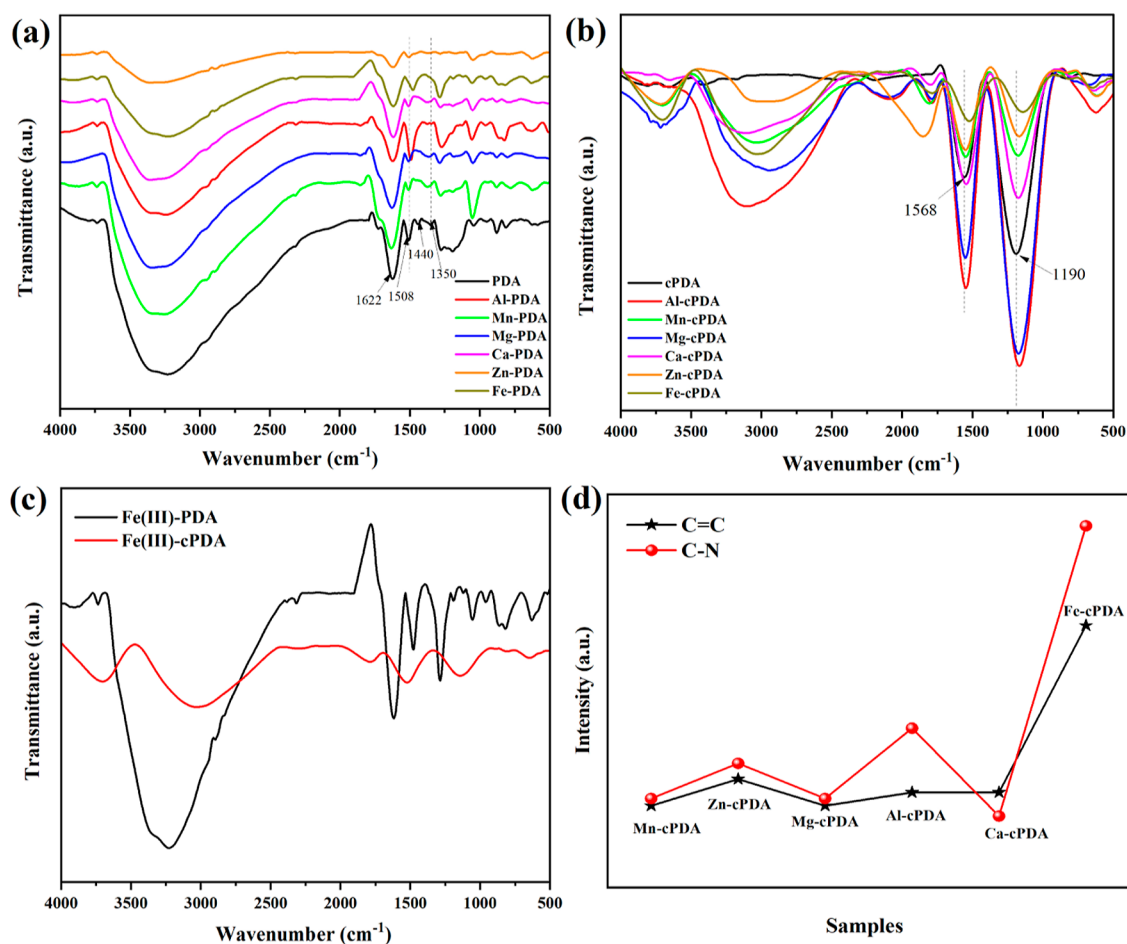 (a)
Transmittance (a.u.)
1622
1508
1440
1350
PDA
Al-PDA
Mn-PDA
Mg-PDA
Ca-PDA
Zn-PDA
Fe-PDA
4000 3500 3000 2500 2000 1500 1000 500
Wavenumber (cm⁻¹)
(b)
Transmittance (a.u.)
1568
1190
cPDA
Al-cPDA
Mn-cPDA
Mg-cPDA
Ca-cPDA
Zn-cPDA
Fe-cPDA
4000 3500 3000 2500 2000 1500 1000 500
Wavenumber (cm⁻¹)
(c)
Fe(III)-PDA
Fe(III)-cPDA
Transmittance (a.u.)
4000 3500 3000 2500 2000 1500 1000 500
Wavenumber (cm⁻¹)
(d)
C=C
C-N
Intensity (a.u.)
Mn-cPDA
Zn-cPDA
Mg-cPDA
Al-cPDA
Ca-cPDA
Fe-cPDA
Samples